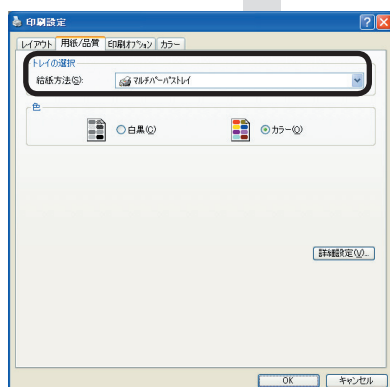 印刷設定
レイアウト 用紙/品質 印刷オプション カラー
トレイの選択
給紙方法(S): マルチパーパストレイ
色
白黒(C) カラー(O)
詳細設定(V)...
OK キャンセル